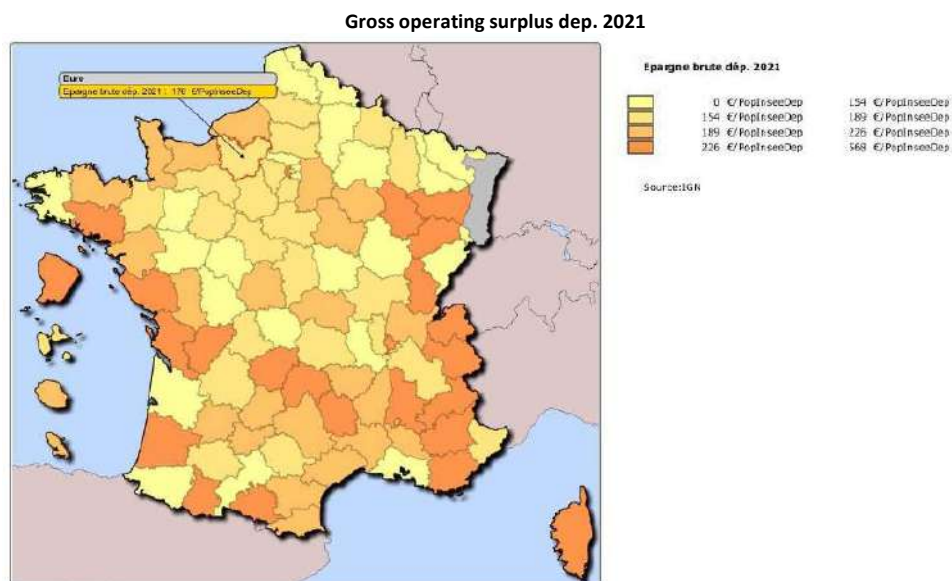 Gross operating surplus dep. 2021
Eure
Epargne brute dép. 2021 : 178 €/PopInseeDep
Epargne brute dép. 2021
0 €/PopInseeDep 154 €/PopInseeDep
154 €/PopInseeDep 189 €/PopInseeDep
189 €/PopInseeDep 226 €/PopInseeDep
226 €/PopInseeDep 568 €/PopInseeDep
Source:IGN